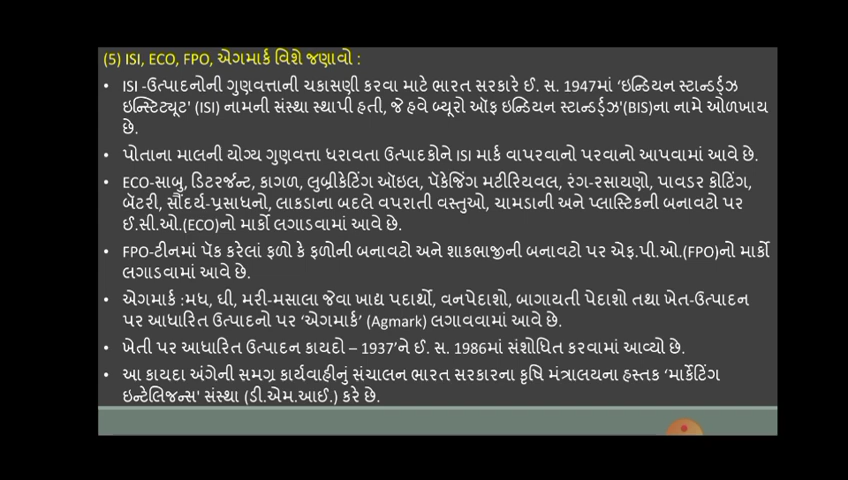 (5) ISI, ECO, FPO, એગમાર્ક વિશે જણાવો :
• ISI -ઉત્પાદનોની ગુણવત્તાની ચકાસણી કરવા માટે ભારત સરકારે ઈ. સ. 1947માં ‘ઇન્ડિયન સ્ટાન્ડર્ડ્ઝ
ઇન્સ્ટિટ્યૂટ' (ISI) નામની સંસ્થા સ્થાપી હતી, જે હવે બ્યૂરો ઑફ ઇન્ડિયન સ્ટાન્ડર્ડ્ઝ'(BIS)ના નામે ઓળખાય
છે.
• પોતાના માલની યોગ્ય ગુણવત્તા ધરાવતા ઉત્પાદકોને ISI માર્ક વાપરવાનો પરવાનો આપવામાં આવે છે.
• ECO-સાબુ, ડિટરર્જન્ટ, કાગળ, લુબ્રીકેટિંગ ઑઇલ, પૅકેજિંગ મટીરિયલ, રંગ-રસાયણો, પાવડર કોટિંગ,
બૅટરી, સૌંદર્ય-પ્રસાધનો, લાકડાના બદલે વપરાતી વસ્તુઓ, ચામડાની અને પ્લાસ્ટિકની બનાવટો પર
ઈ.સી.ઓ.(ECO)નો માર્કો લગાડવામાં આવે છે.
• FPO-ટીનમાં પૅક કરેલાં ફળો કે ફળોની બનાવટો અને શાકભાજીની બનાવટો પર એફ.પી.ઓ.(FPO)નો માર્કો
લગાડવામાં આવે છે.
• એગમાર્ક :મધ, ઘી, મરી-મસાલા જેવા ખાદ્ય પદાર્થો, વનપેદાશો, બાગાયતી પેદાશો તથા ખેત-ઉત્પાદન
પર આધારિત ઉત્પાદનો પર ‘એગમાર્ક’ (Agmark) લગાવવામાં આવે છે.
• ખેતી પર આધારિત ઉત્પાદન કાયદો – 1937’ને ઈ. સ. 1986માં સંશોધિત કરવામાં આવ્યો છે.
• આ કાયદા અંગેની સમગ્ર કાર્યવાહીનું સંચાલન ભારત સરકારના કૃષિ મંત્રાલયના હસ્તક ‘માર્કેટિંગ
ઇન્ટેલિજન્સ' સંસ્થા (ડી.એમ.આઈ.) કરે છે.